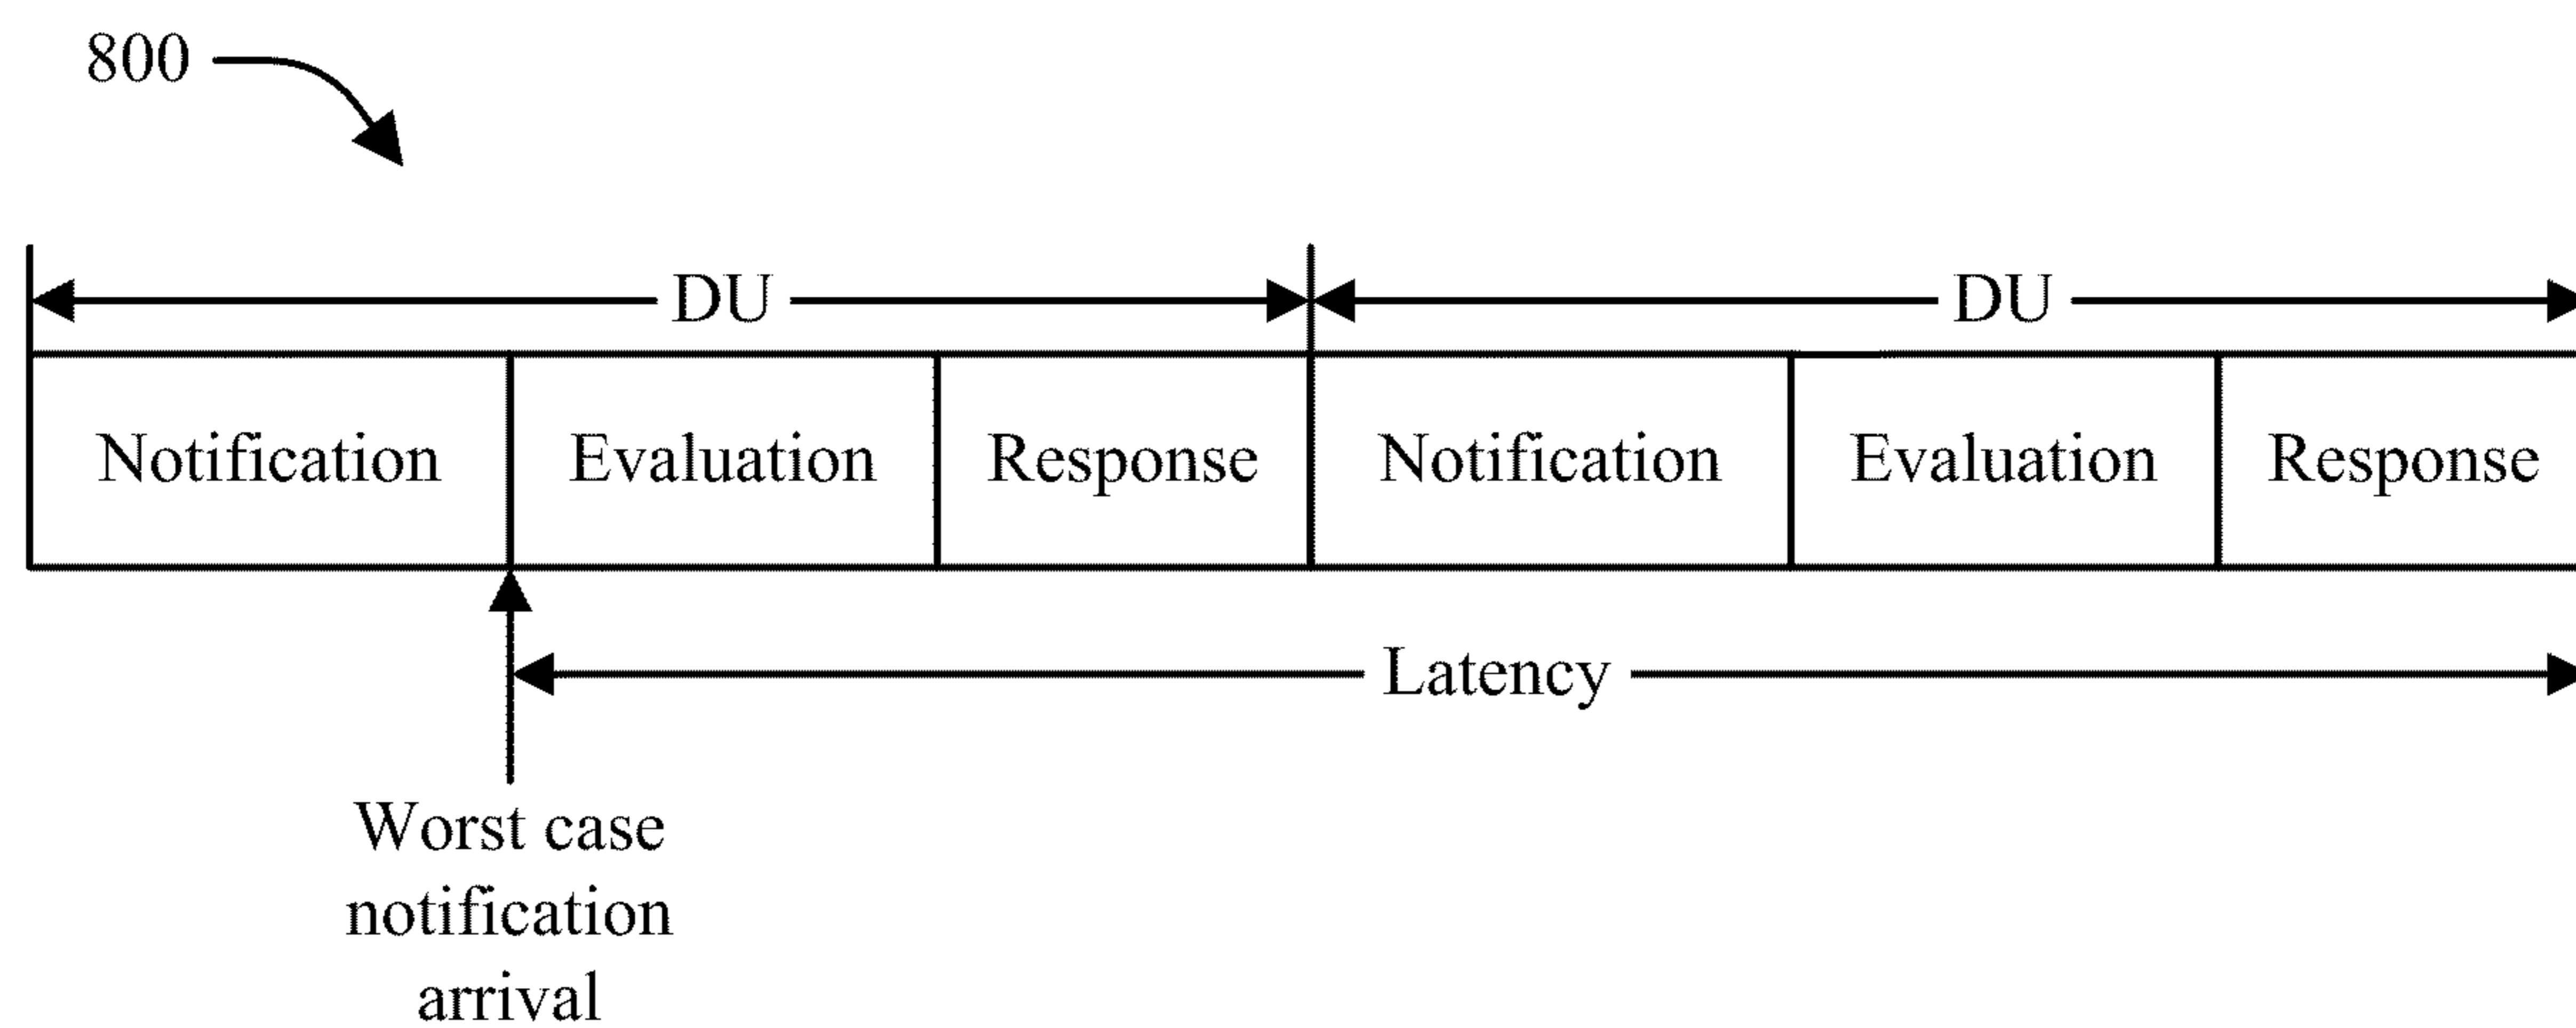 800
DU DU
Notification Evaluation Response Notification Evaluation Response
Latency
Worst case
notification
arrival